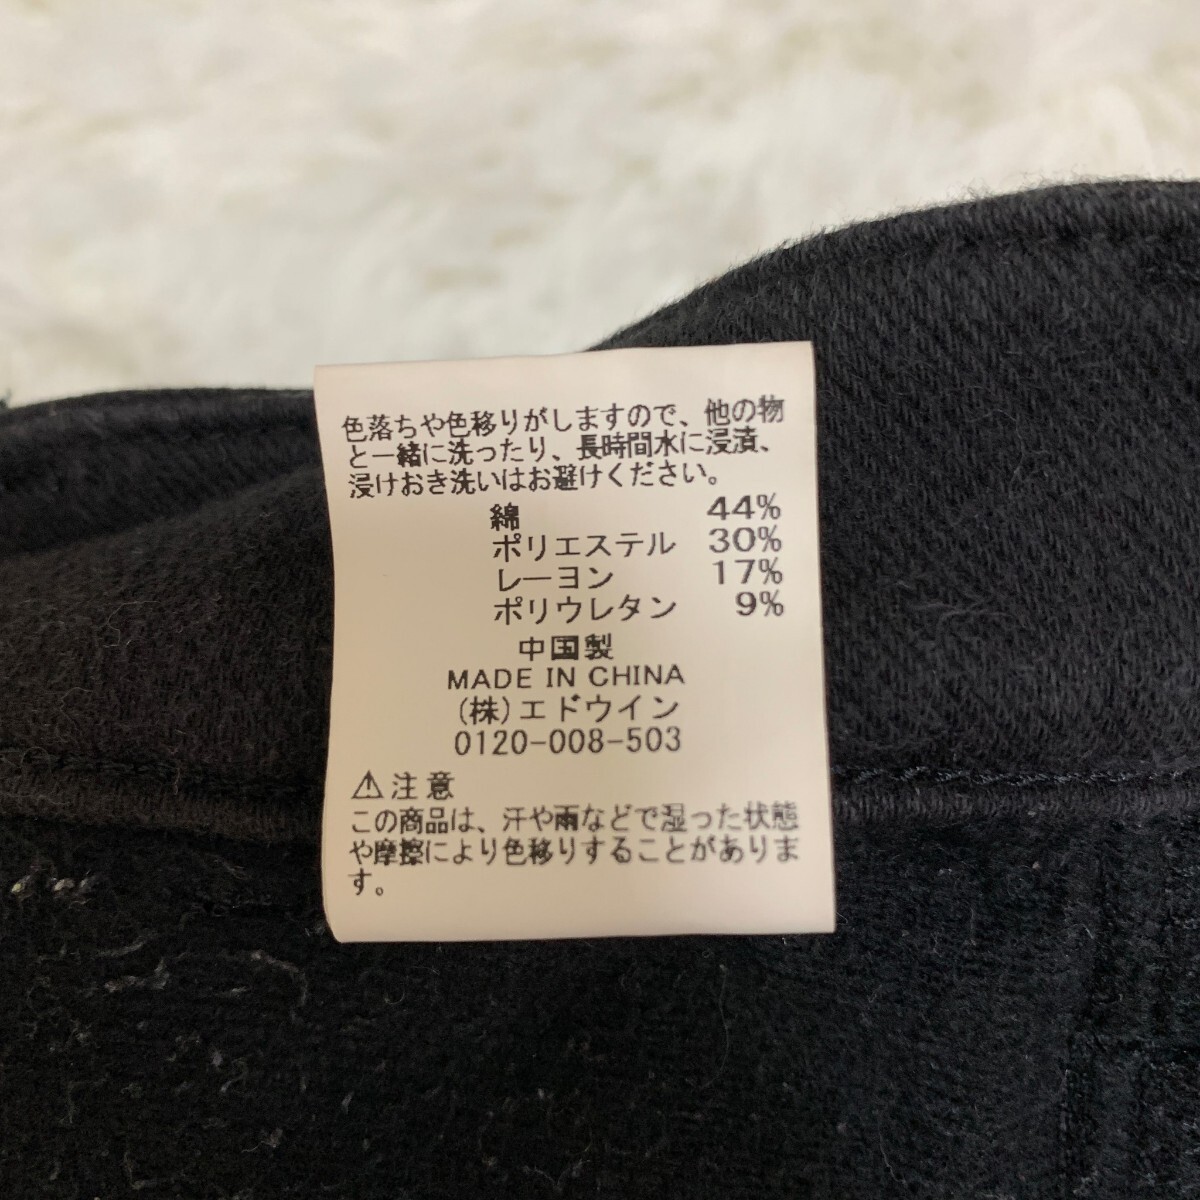 色落ちや色移りがしますので、他の物
と一緒に洗ったり、長時間水に浸漬、
浸けおき洗いはお避けください。
綿 44%
ポリエステル 30%
レーヨン 17%
ポリウレタン 9%
中国製
MADE IN CHINA
(株)エドウイン
0120-008-503
⚠注意
この商品は、汗や雨などで湿った状態
や摩擦により色移りすることがありま
す。